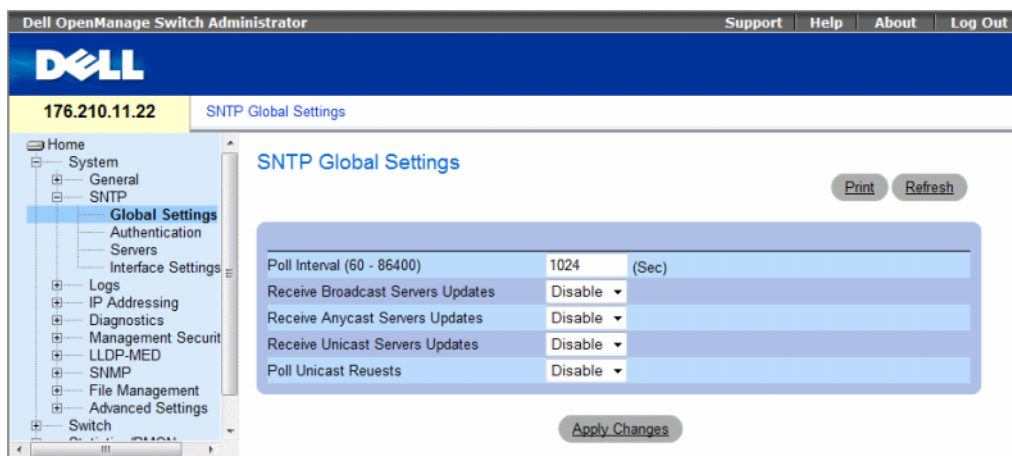 Dell OpenManage Switch Administrator
Support Help About Log Out
DELL
176.210.11.22
SNTP Global Settings
Home
System
General
SNTP
Global Settings
Authentication
Servers
Interface Settings
Logs
IP Addressing
Diagnostics
Management Securit
LLDP-MED
SNMP
File Management
Advanced Settings
Switch
SNTP Global Settings
Print Refresh
Poll Interval (60 - 86400) 1024 (Sec)
Receive Broadcast Servers Updates Disable
Receive Anycast Servers Updates Disable
Receive Unicast Servers Updates Disable
Poll Unicast Reuests Disable
Apply Changes